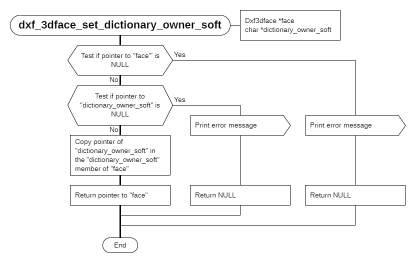 dxf_3dface_set_dictionary_owner_soft
Dxf3dface *face
char *dictionary_owner_soft
Test if pointer to "face" is
NULL
Yes
No
Test if pointer to
"dictionary_owner_soft" is
NULL
Yes
No
Print error message
Print error message
Copy pointer of
"dictionary_owner_soft" in
the "dictionary_owner_soft"
member of "face"
Return pointer to "face"
Return NULL
Return NULL
End